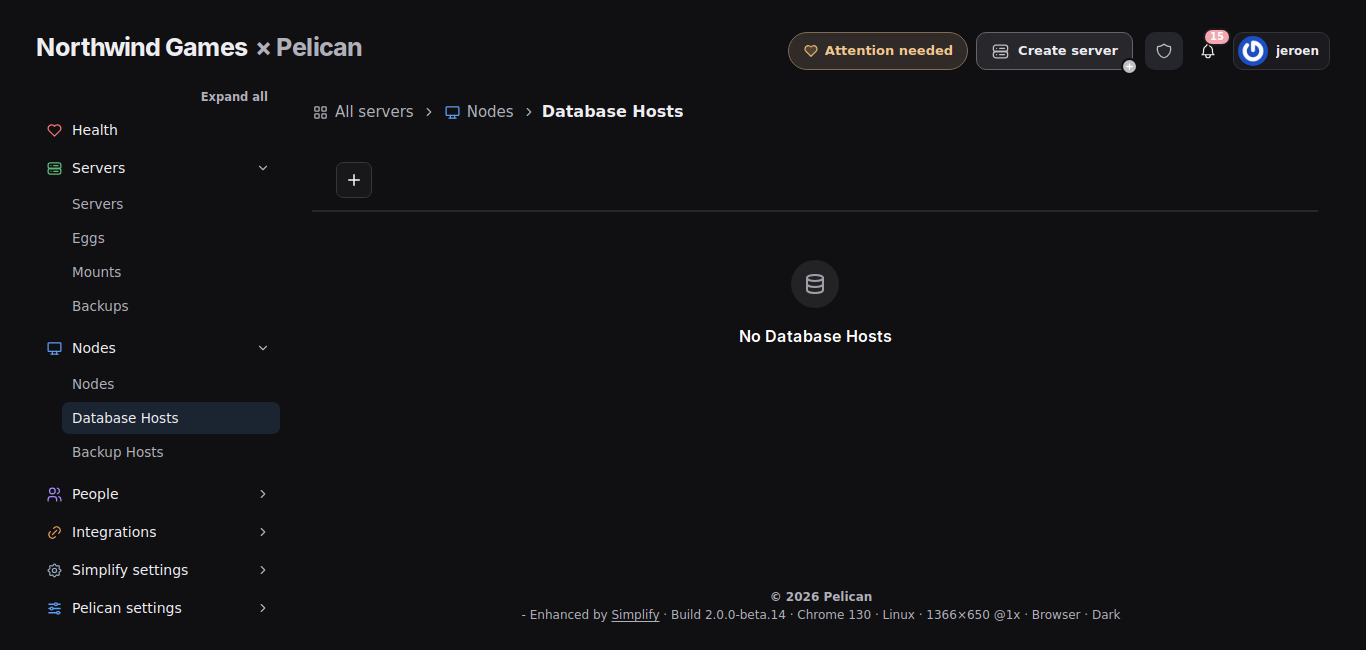 Northwind Games × Pelican
Attention needed
Create server
15
jeroen
Expand all
Health
Servers
Servers
Eggs
Mounts
Backups
Nodes
Nodes
Database Hosts
Backup Hosts
People
Integrations
Simplify settings
Pelican settings
All servers > Nodes > Database Hosts
No Database Hosts
© 2026 Pelican
- Enhanced by Simplify · Build 2.0.0-beta.14 · Chrome 130 · Linux · 1366×650 @1x · Browser · Dark